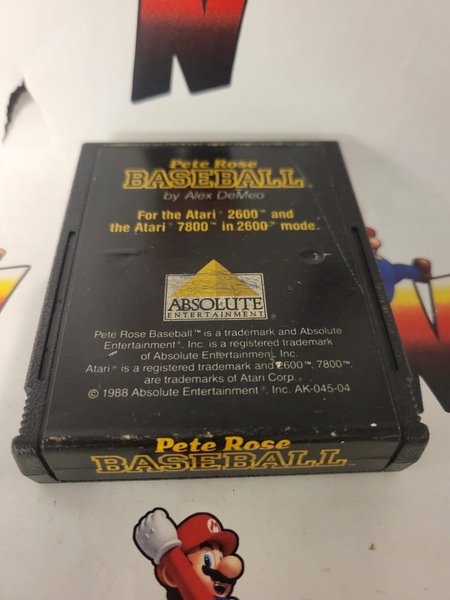 Pete Rose
BASEBALL™
by Alex DeMeo
For the Atari® 2600™ and
the Atari® 7800™ in 2600™ mode.
ABSOLUTE
ENTERTAINMENT®
Pete Rose Baseball™ is a trademark and Absolute
Entertainment®, Inc. is a registered trademark
of Absolute Entertainment, Inc.
Atari® is a registered trademark and 2600™, 7800™
are trademarks of Atari Corp.
© 1988 Absolute Entertainment®, Inc. AK-045-04
Pete Rose
BASEBALL™
N
M